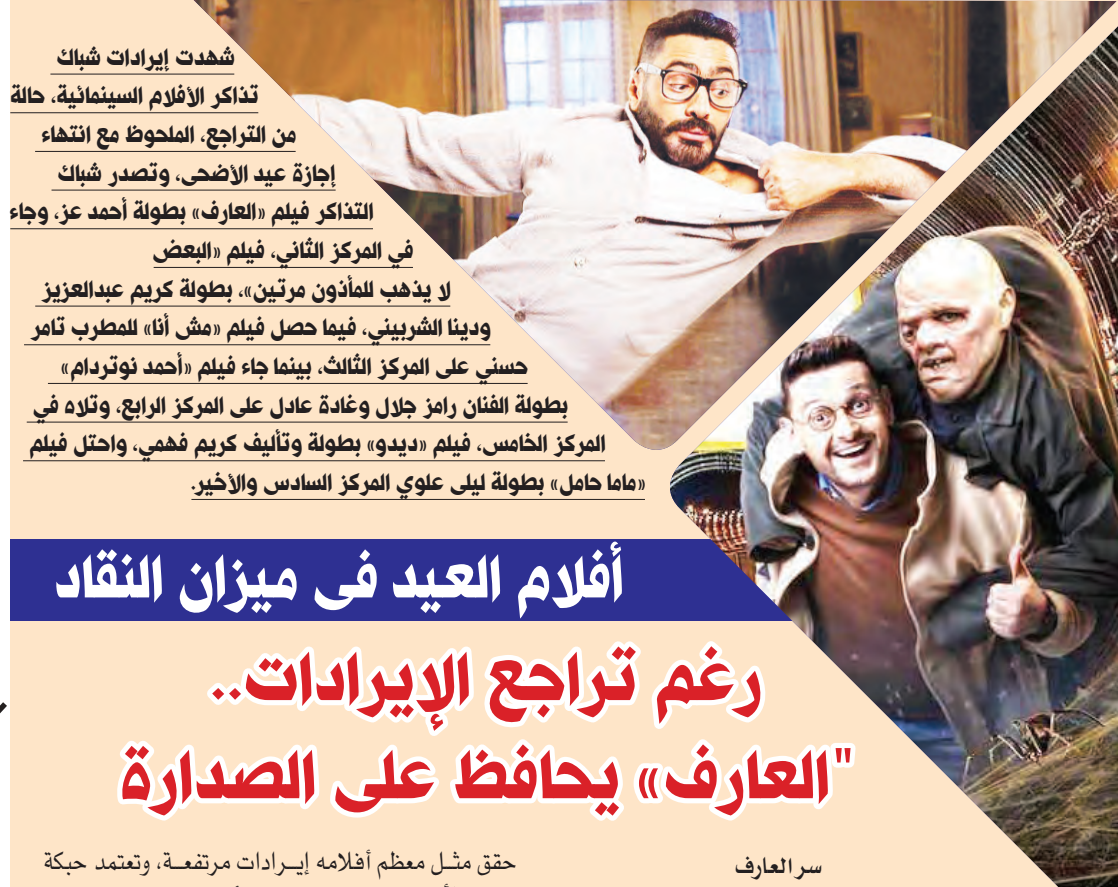 شهدت إيرادات شباك
تذاكر الأفلام السينمائية، حالة
من التراجع، الملحوظ مع انتهاء
إجازة عيد الأضحى، وتصدر شباك
التذاكر فيلم «العارف» بطولة أحمد عز، وجاء
في المركز الثاني، فيلم «البعض
لا يذهب للمأذون مرتين»، بطولة كريم عبدالعزيز
ودينا الشربيني، فيما حصل فيلم «مش أنا» للمطرب تامر
حسني على المركز الثالث، بينما جاء فيلم «أحمد نوتردام»
بطولة الفنان رامز جلال وغادة عادل على المركز الرابع، وتلاه في
المركز الخامس، فيلم «ديدو» بطولة وتأليف كريم فهمي، واحتل فيلم
«ماما حامل» بطولة ليلى علوي المركز السادس والأخير.
أفلام العيد فى ميزان النقاد
رغم تراجع الإيرادات..
"العارف» يحافظ على الصدارة
سر العارف
حقق مثل معظم أفلامه إيرادات مرتفعة، وتعتمد حبكة